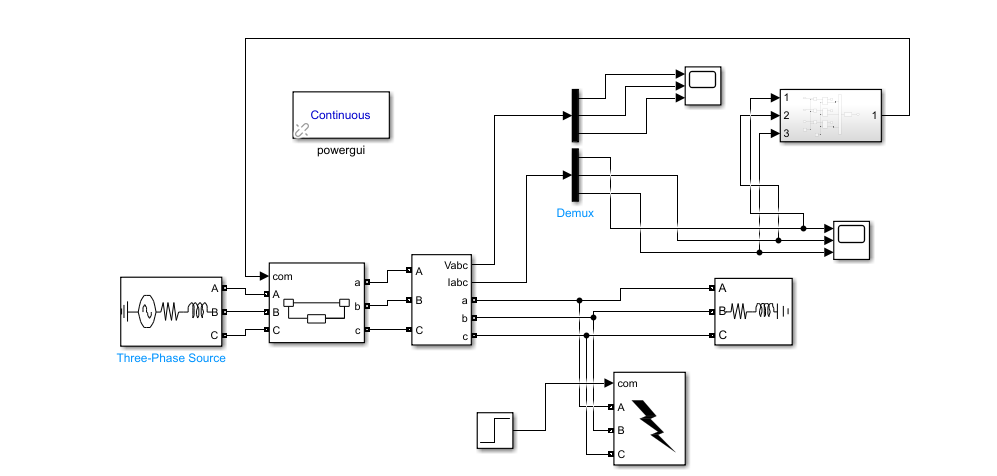 Continuous
powergui
1
2
3
1
Demux
Three-Phase Source
A
B
C
com
A
B
C
a
b
c
A
B
C
Vabc
Iabc
a
b
c
A
B
C
com
A
B
C